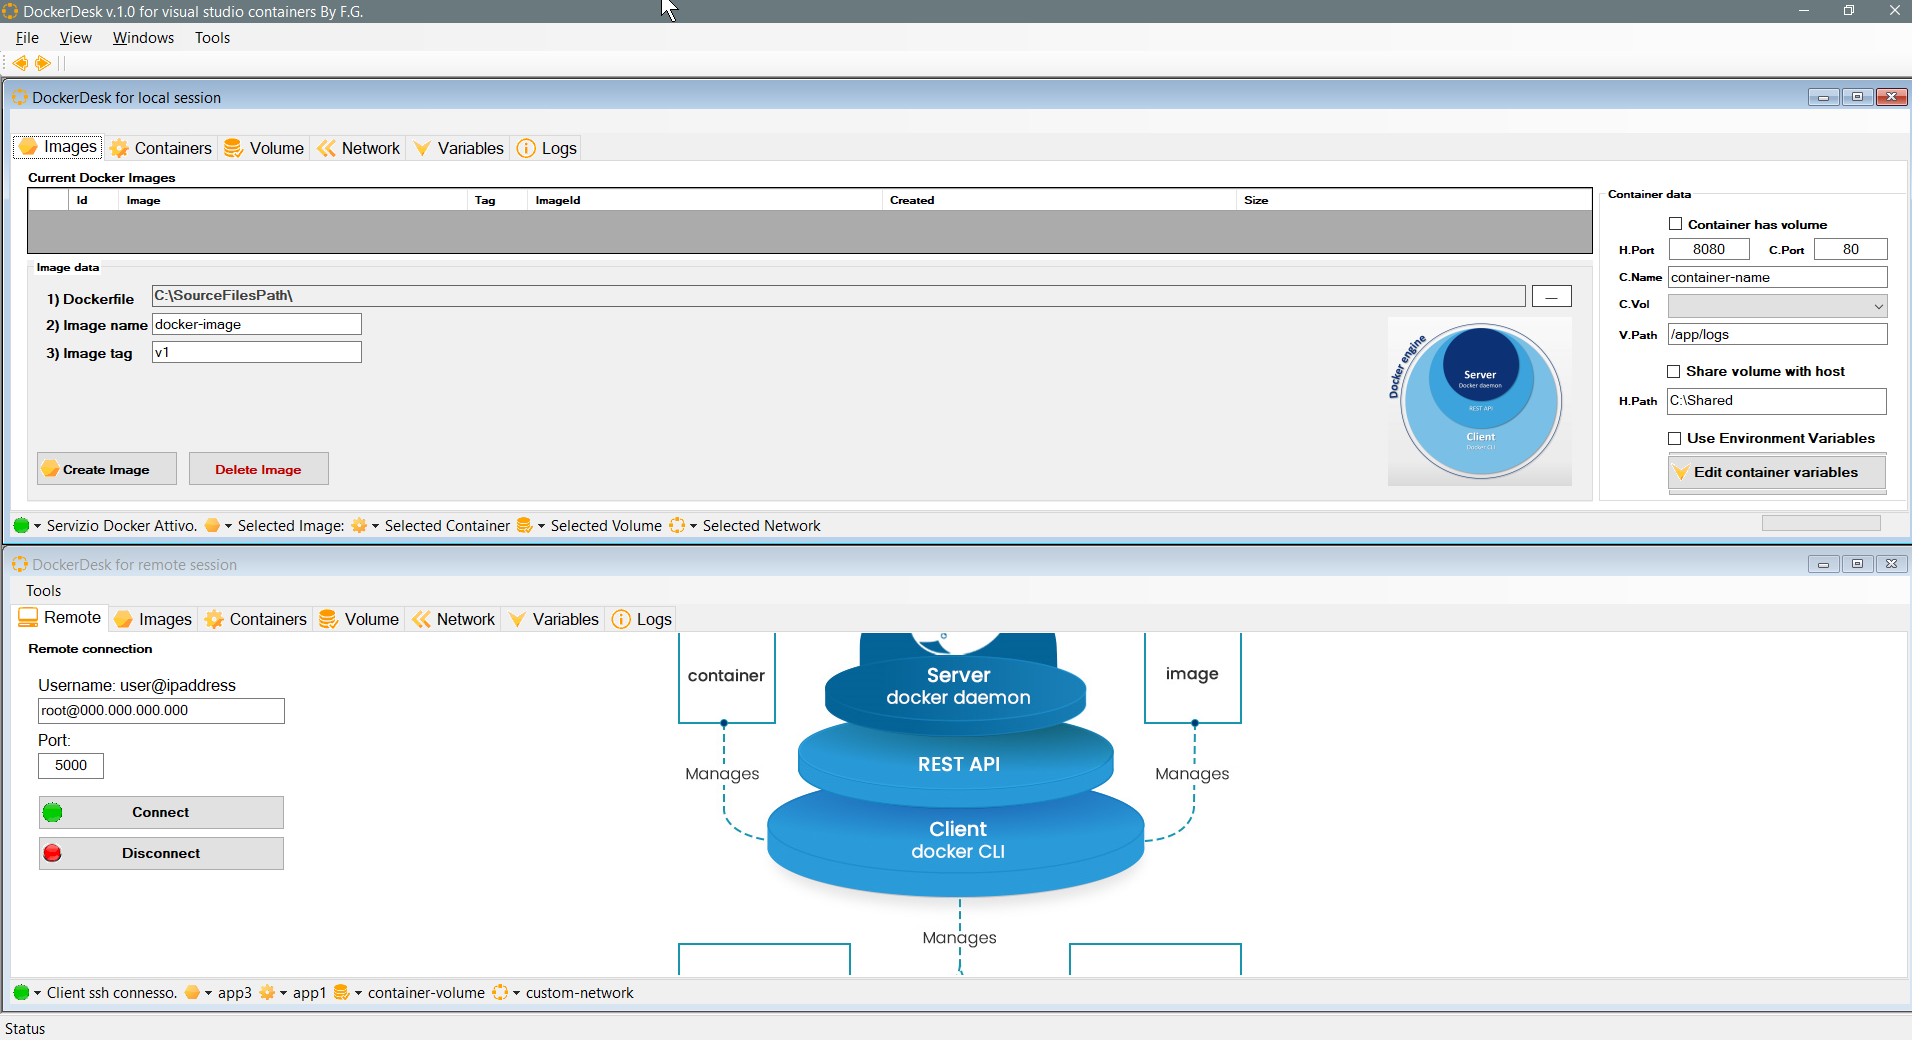 DockerDesk v.1.0 for visual studio containers By F.G.
File View Windows Tools
DockerDesk for local session
Images Containers Volume Network Variables Logs
Current Docker Images
Id Image Tag ImageId Created Size
Image data
1) Dockerfile C:\SourceFilesPath\ ...
2) Image name docker-image
3) Image tag v1
Docker engine
Server
Docker daemon
REST API
Client
Docker CLI
Create Image Delete Image
Container data
Container has volume
H.Port 8080 C.Port 80
C.Name container-name
C.Vol
V.Path /app/logs
Share volume with host
H.Path C:\Shared
Use Environment Variables
Edit container variables
Servizio Docker Attivo. Selected Image: Selected Container Selected Volume Selected Network
DockerDesk for remote session
Tools
Remote Images Containers Volume Network Variables Logs
Remote connection
Username: user@ipaddress
root@000.000.000.000
Port:
5000
Connect
Disconnect
container
Server
docker daemon
image
REST API
Manages
Manages
Client
docker CLI
Manages
Client ssh connesso. app3 app1 container-volume custom-network
Status